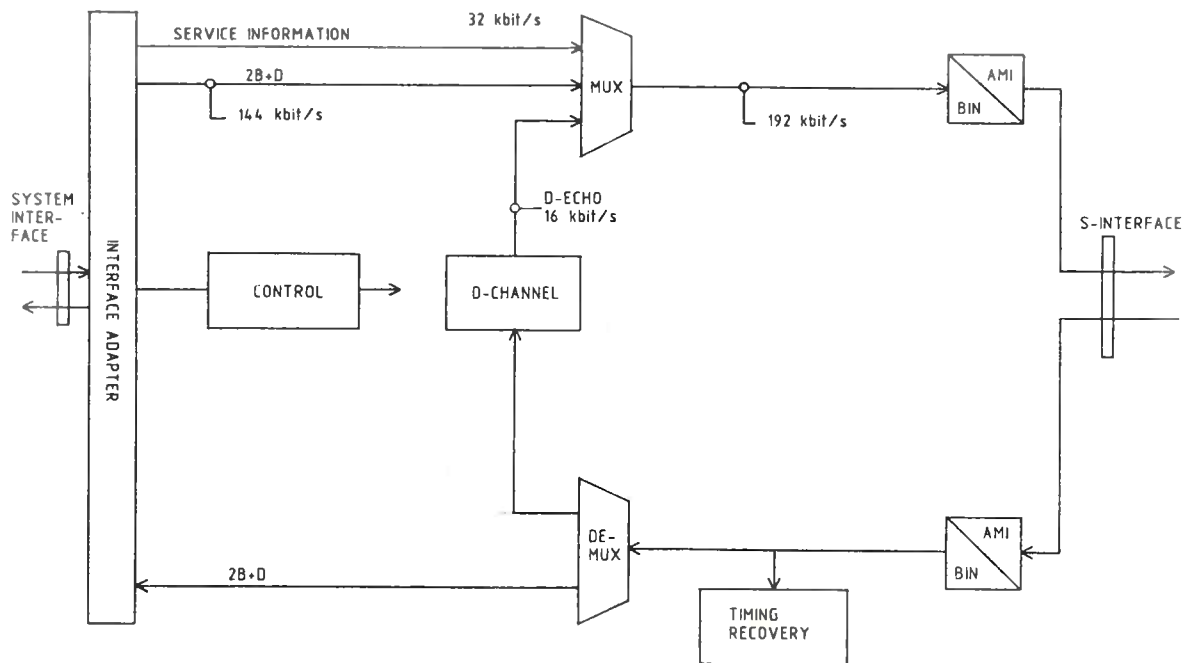 32 kbit/s
SERVICE INFORMATION
2B+D
144 kbit/s
MUX
192 kbit/s
AMI
BIN
SYSTEM
INTER-
FACE
D-ECHO
16 kbit/s
S-INTERFACE
INTERFACE ADAPTER
CONTROL
D-CHANNEL
DE-
MUX
AMI
BIN
2B+D
TIMING
RECOVERY